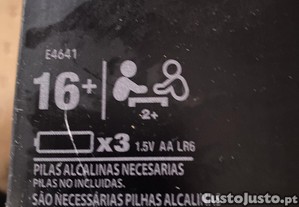 E4641
16+
2+
x3 1.5V AA LR6
PILAS ALCALINAS NECESARIAS
PILAS NO INCLUIDAS.
SÃO NECESSÁRIAS PILHAS ALCALI
CustoJusto.pt